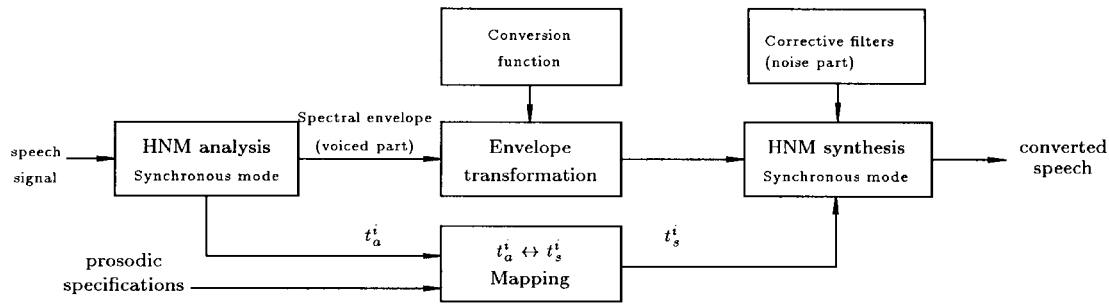 Conversion
function
Corrective filters
(noise part)
speech
signal
HNM analysis
Synchronous mode
Spectral envelope
(voiced part)
Envelope
transformation
HNM synthesis
Synchronous mode
converted
speech
t_a^i
t_a^i ↔ t_s^i
Mapping
t_s^i
prosodic
specifications